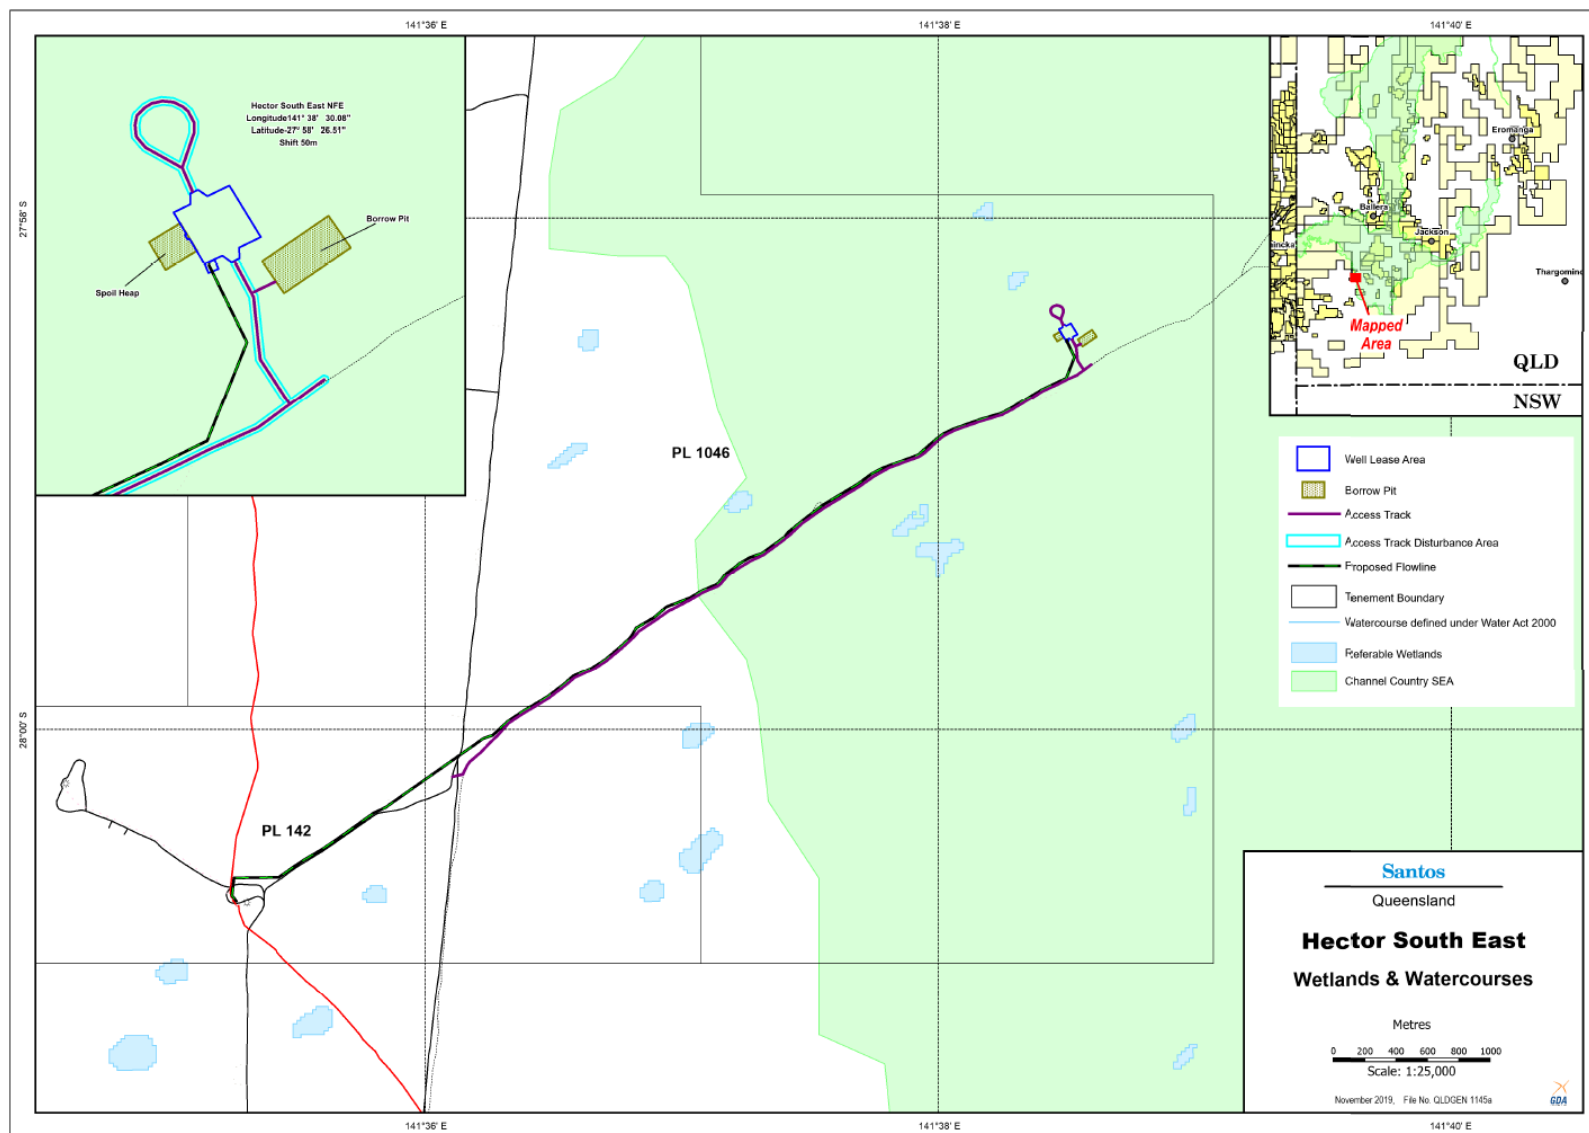 141°36' E
141°38' E
141°40' E
Hector South East NFE
Longitude141° 38' 30.08"
Latitude-27° 58' 26.51"
Shift 50m
Borrow Pit
Spoil Heap
27°58' S
28°00' S
PL 1046
PL 142
Eromanga
Ballera
Jackson
Mapped
Area
QLD
NSW
Well Lease Area
Borrow Pit
Access Track
Access Track Disturbance Area
Proposed Flowline
Tenement Boundary
Watercourse defined under Water Act 2000
Referable Wetlands
Channel Country SEA
Santos
Queensland
Hector South East
Wetlands & Watercourses
Metres
0 200 400 600 800 1000
Scale: 1:25,000
November 2019, File No. QLDGEN 1145a
GDA
141°36' E
141°38' E
141°40' E